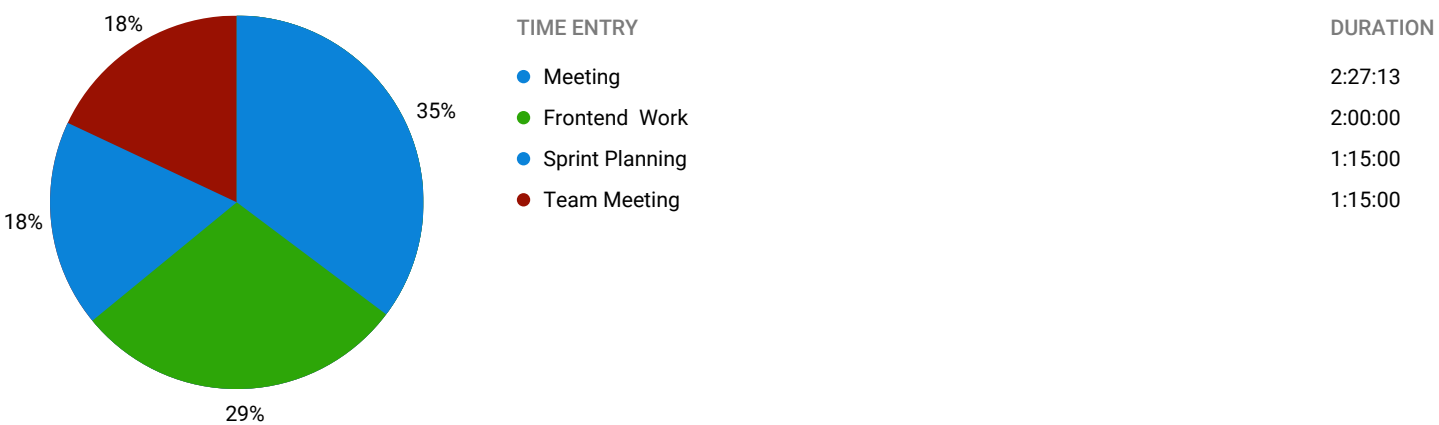 18%
35%
18%
29%
TIME ENTRY DURATION
Meeting 2:27:13
Frontend  Work 2:00:00
Sprint Planning 1:15:00
Team Meeting 1:15:00